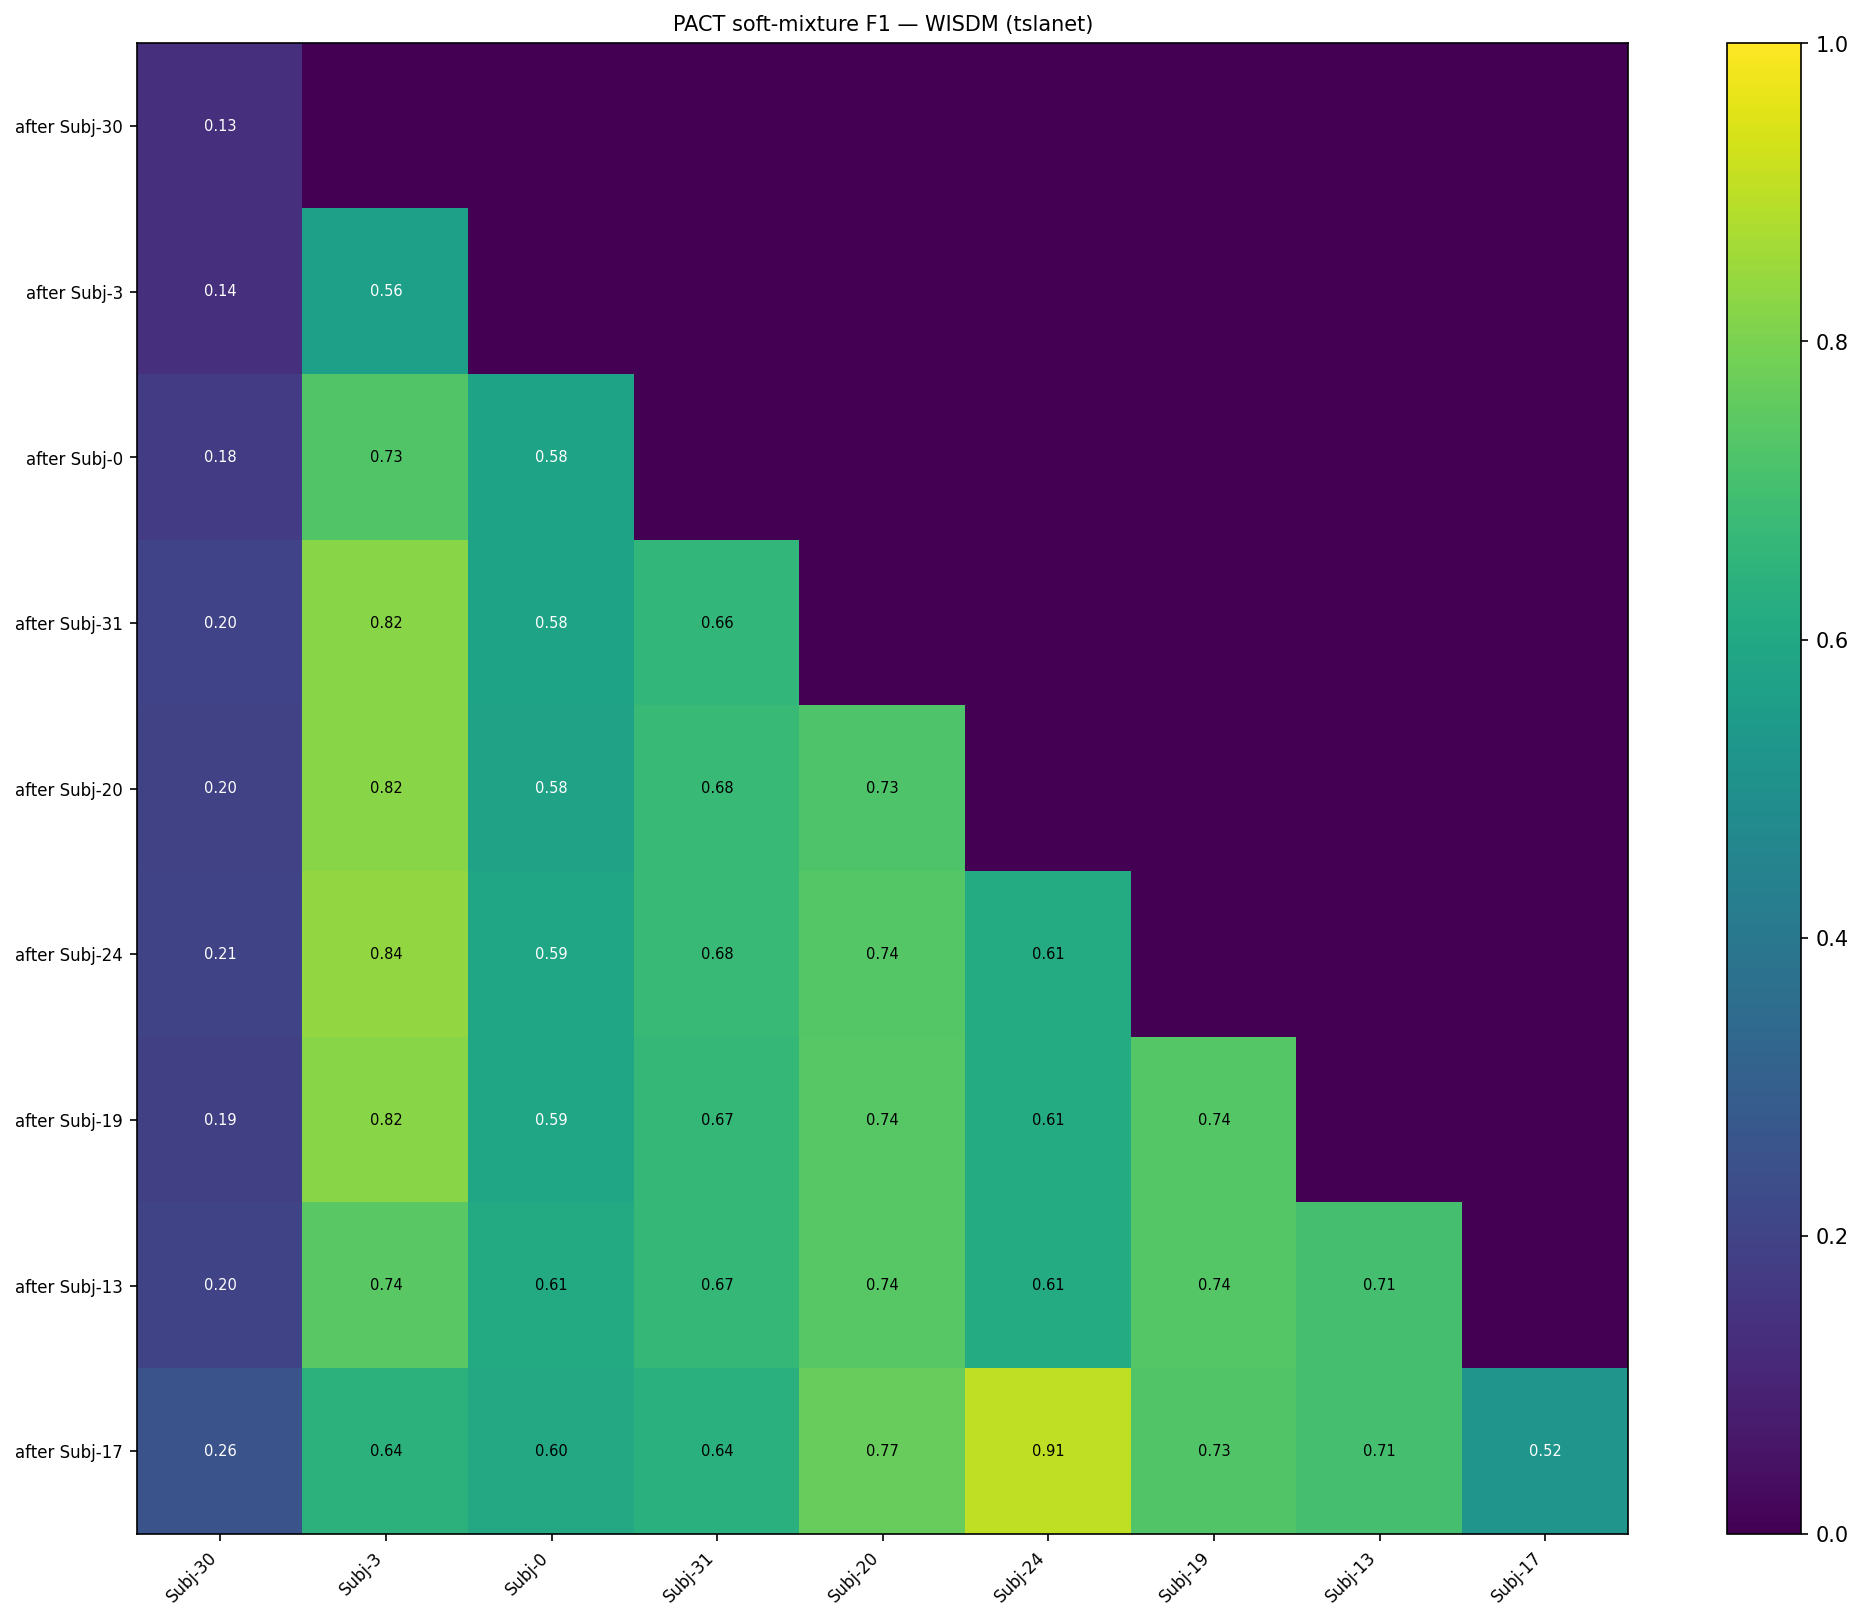 PACT soft-mixture F1 — WISDM (tslanet)
1.0
after Subj-30 0.13
after Subj-3 0.14 0.56
0.8
after Subj-0 0.18 0.73 0.58
after Subj-31 0.20 0.82 0.58 0.66
0.6
after Subj-20 0.20 0.82 0.58 0.68 0.73
after Subj-24 0.21 0.84 0.59 0.68 0.74 0.61
0.4
after Subj-19 0.19 0.82 0.59 0.67 0.74 0.61 0.74
0.2
after Subj-13 0.20 0.74 0.61 0.67 0.74 0.61 0.74 0.71
after Subj-17 0.26 0.64 0.60 0.64 0.77 0.91 0.73 0.71 0.52
0.0
Subj-30 Subj-3 Subj-0 Subj-31 Subj-20 Subj-24 Subj-19 Subj-13 Subj-17